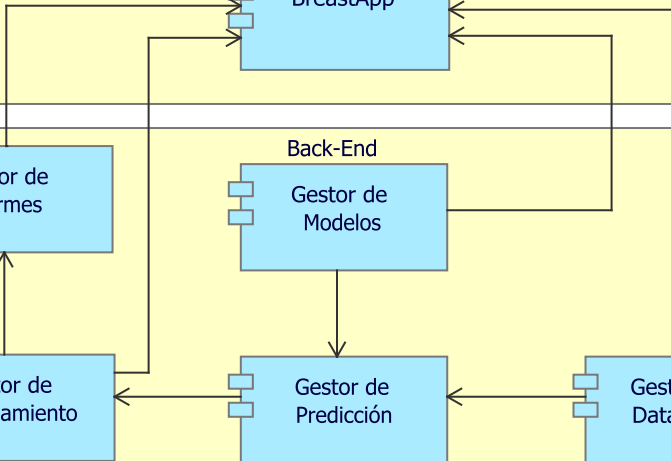 BreastApp
Back-End
or de
rmes
Gestor de
Modelos
or de
amiento
Gestor de
Predicción
Gest
Data